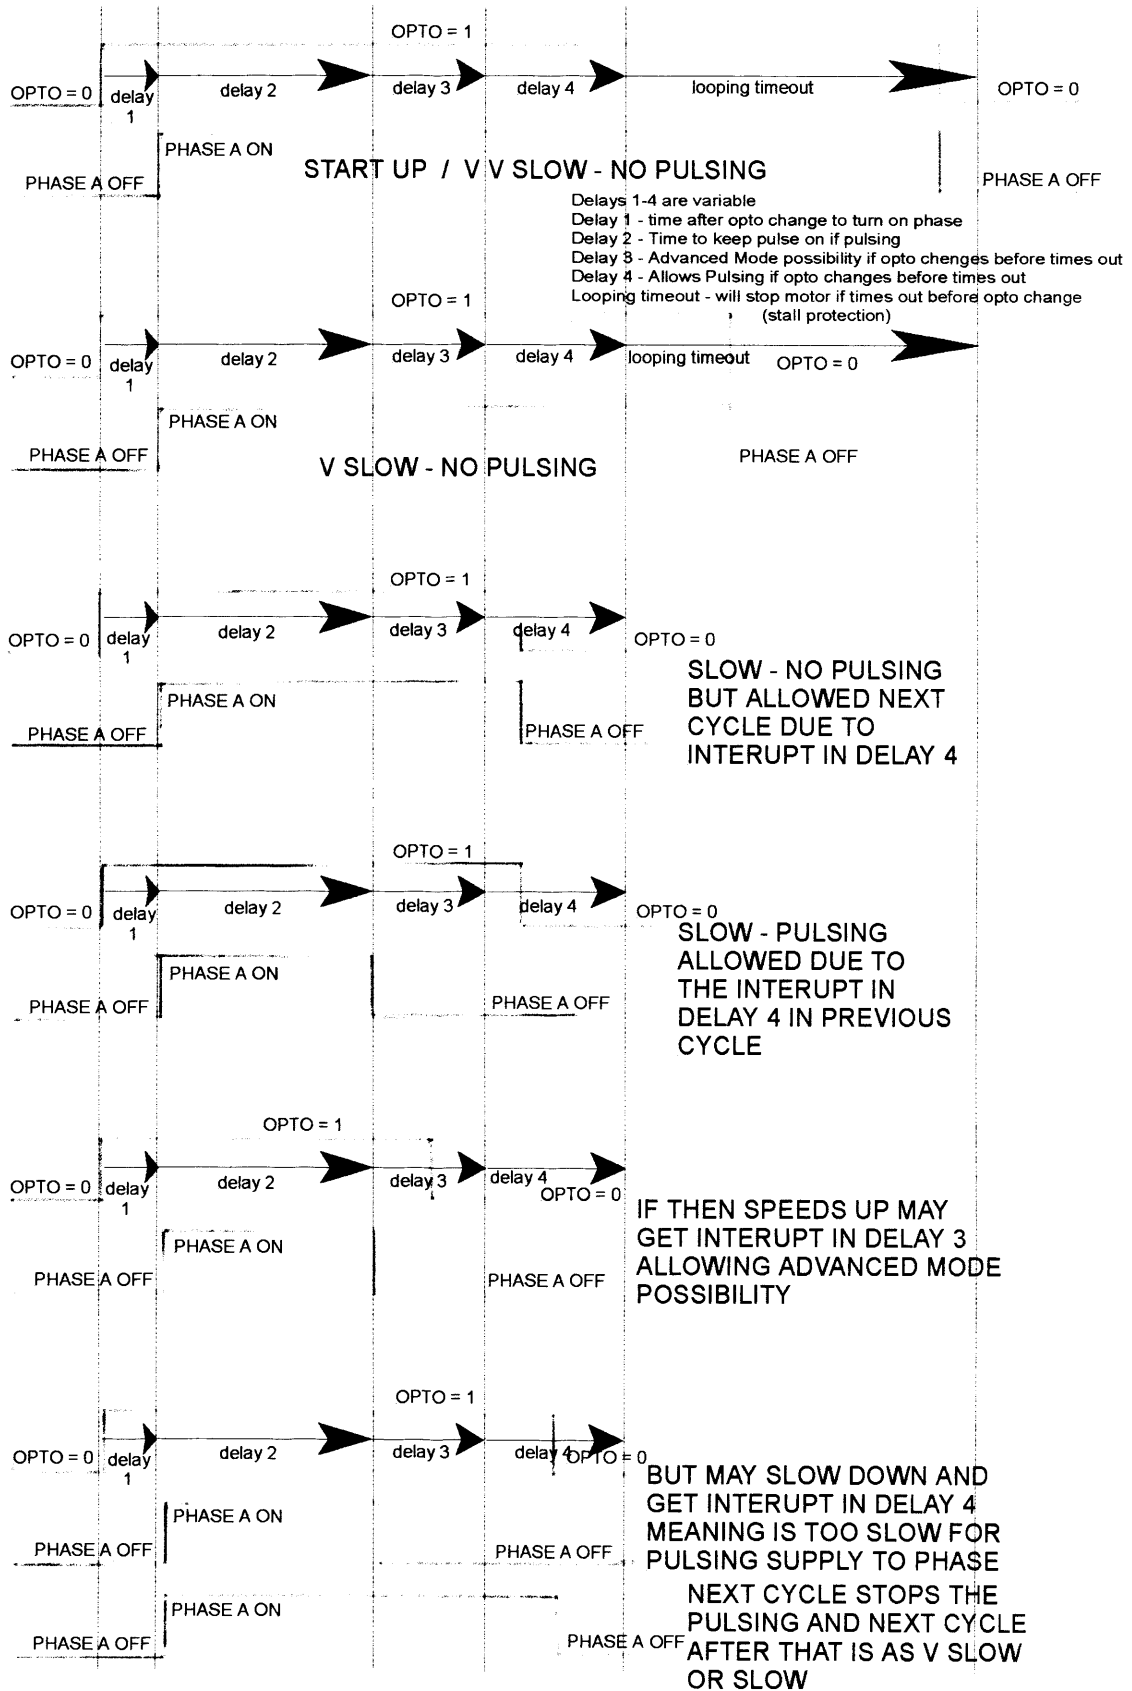 OPTO = 1
OPTO = 0
delay 1
delay 2
delay 3
delay 4
looping timeout
OPTO = 0
PHASE A OFF
PHASE A ON
START UP / V V SLOW - NO PULSING
PHASE A OFF
Delays 1-4 are variable
Delay 1 - time after opto change to turn on phase
Delay 2 - Time to keep pulse on if pulsing
Delay 3 - Advanced Mode possibility if opto chenges before times out
Delay 4 - Allows Pulsing if opto changes before times out
Looping timeout - will stop motor if times out before opto change
(stall protection)
OPTO = 1
OPTO = 0
delay 1
delay 2
delay 3
delay 4
looping timeout
OPTO = 0
PHASE A OFF
PHASE A ON
V SLOW - NO PULSING
PHASE A OFF
OPTO = 1
OPTO = 0
delay 1
delay 2
delay 3
delay 4
OPTO = 0
PHASE A OFF
PHASE A ON
PHASE A OFF
SLOW - NO PULSING
BUT ALLOWED NEXT
CYCLE DUE TO
INTERUPT IN DELAY 4
OPTO = 1
OPTO = 0
delay 1
delay 2
delay 3
delay 4
OPTO = 0
PHASE A OFF
PHASE A ON
PHASE A OFF
SLOW - PULSING
ALLOWED DUE TO
THE INTERUPT IN
DELAY 4 IN PREVIOUS
CYCLE
OPTO = 1
OPTO = 0
delay 1
delay 2
delay 3
delay 4
OPTO = 0
PHASE A OFF
PHASE A ON
PHASE A OFF
IF THEN SPEEDS UP MAY
GET INTERUPT IN DELAY 3
ALLOWING ADVANCED MODE
POSSIBILITY
OPTO = 1
OPTO = 0
delay 1
delay 2
delay 3
delay 4
OPTO = 0
PHASE A OFF
PHASE A ON
PHASE A OFF
BUT MAY SLOW DOWN AND
GET INTERUPT IN DELAY 4
MEANING IS TOO SLOW FOR
PULSING SUPPLY TO PHASE
PHASE A OFF
PHASE A ON
PHASE A OFF
NEXT CYCLE STOPS THE
PULSING AND NEXT CYCLE
AFTER THAT IS AS V SLOW
OR SLOW